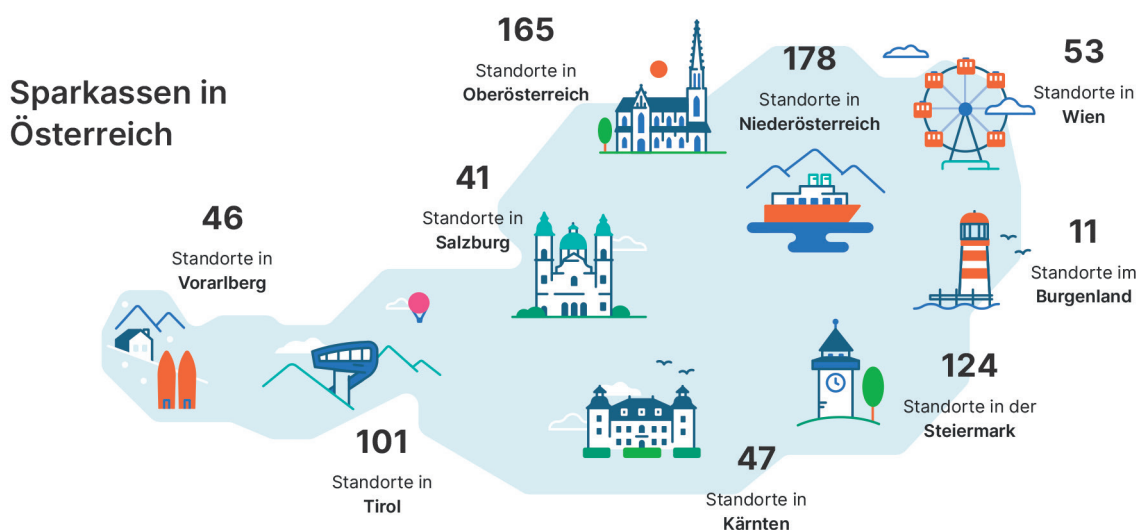 Sparkassen in
Österreich
165
Standorte in
Oberösterreich
178
Standorte in
Niederösterreich
53
Standorte in
Wien
41
Standorte in
Salzburg
46
Standorte in
Vorarlberg
11
Standorte im
Burgenland
124
Standorte in der
Steiermark
101
Standorte in
Tirol
47
Standorte in
Kärnten